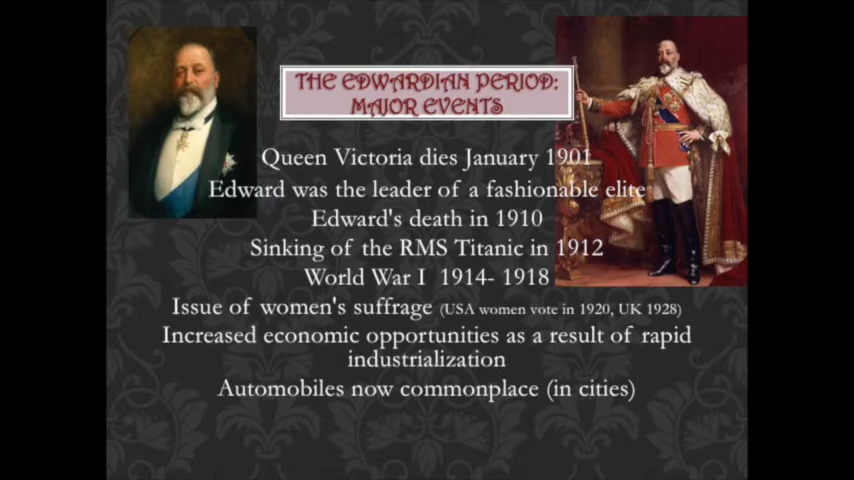 THE EDWARDIAN PERIOD:
MAJOR EVENTS
Queen Victoria dies January 1901
Edward was the leader of a fashionable elite
Edward's death in 1910
Sinking of the RMS Titanic in 1912
World War I 1914- 1918
Issue of women's suffrage (USA women vote in 1920, UK 1928)
Increased economic opportunities as a result of rapid
industrialization
Automobiles now commonplace (in cities)